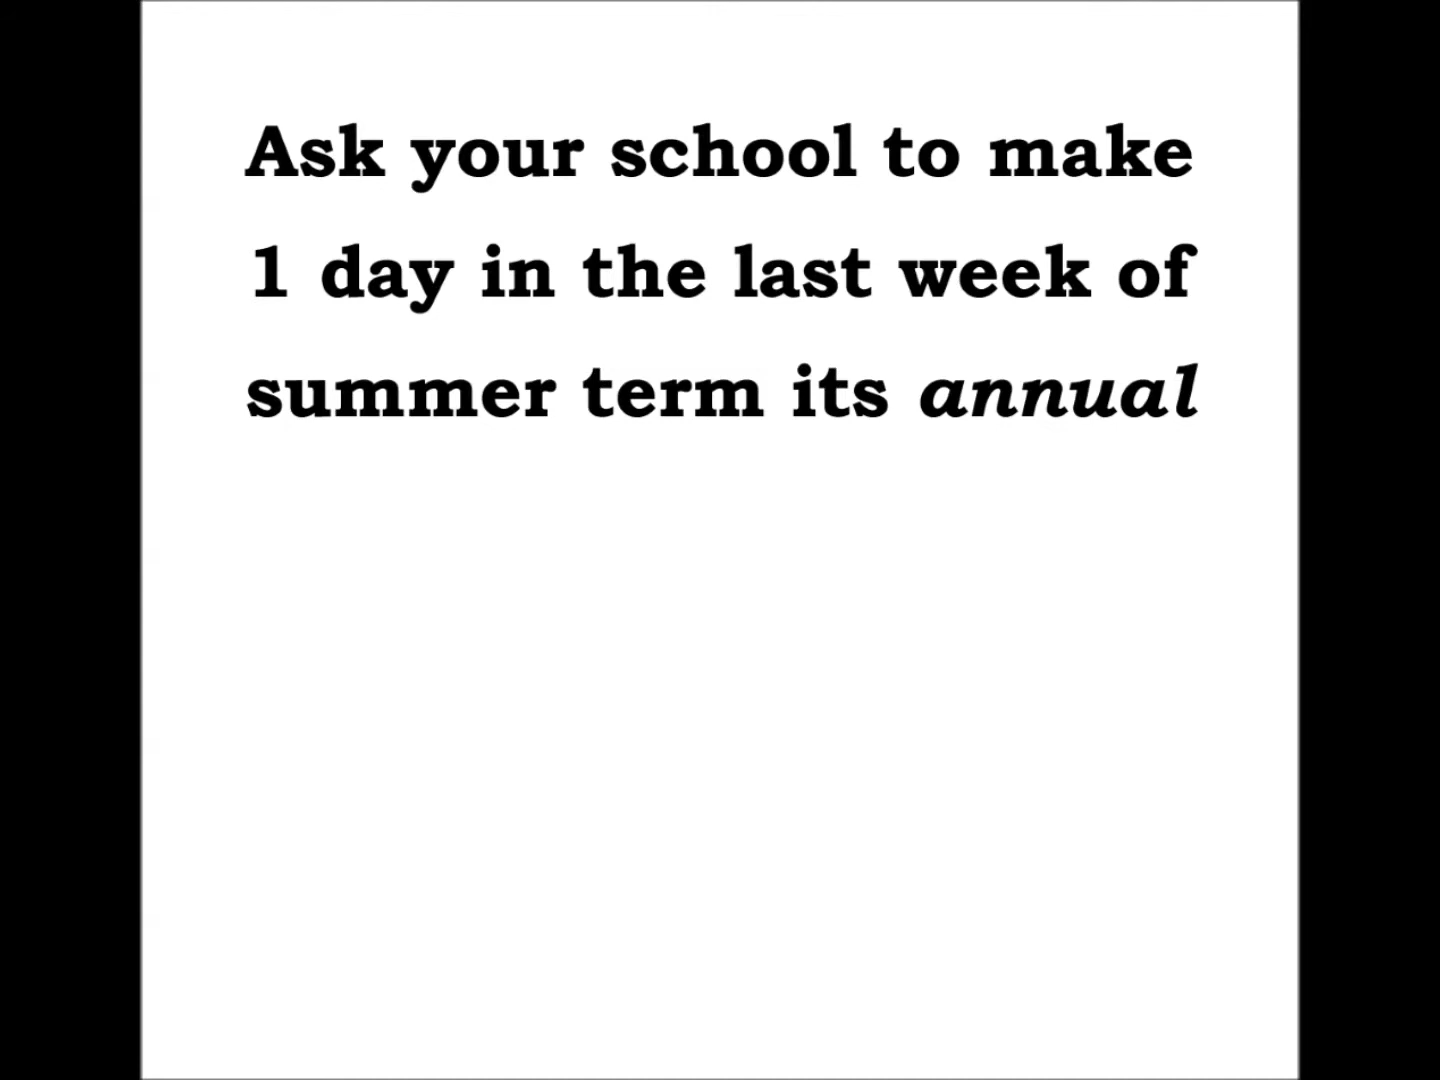 Ask your school to make
1 day in the last week of
summer term its annual